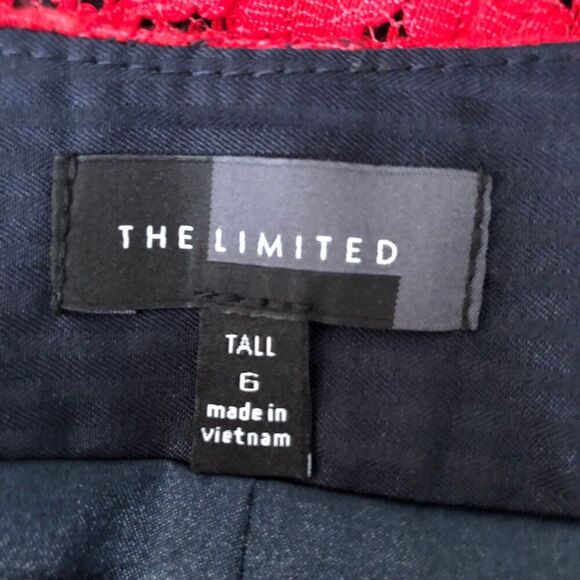 THE LIMITED
TALL
6
made in
vietnam